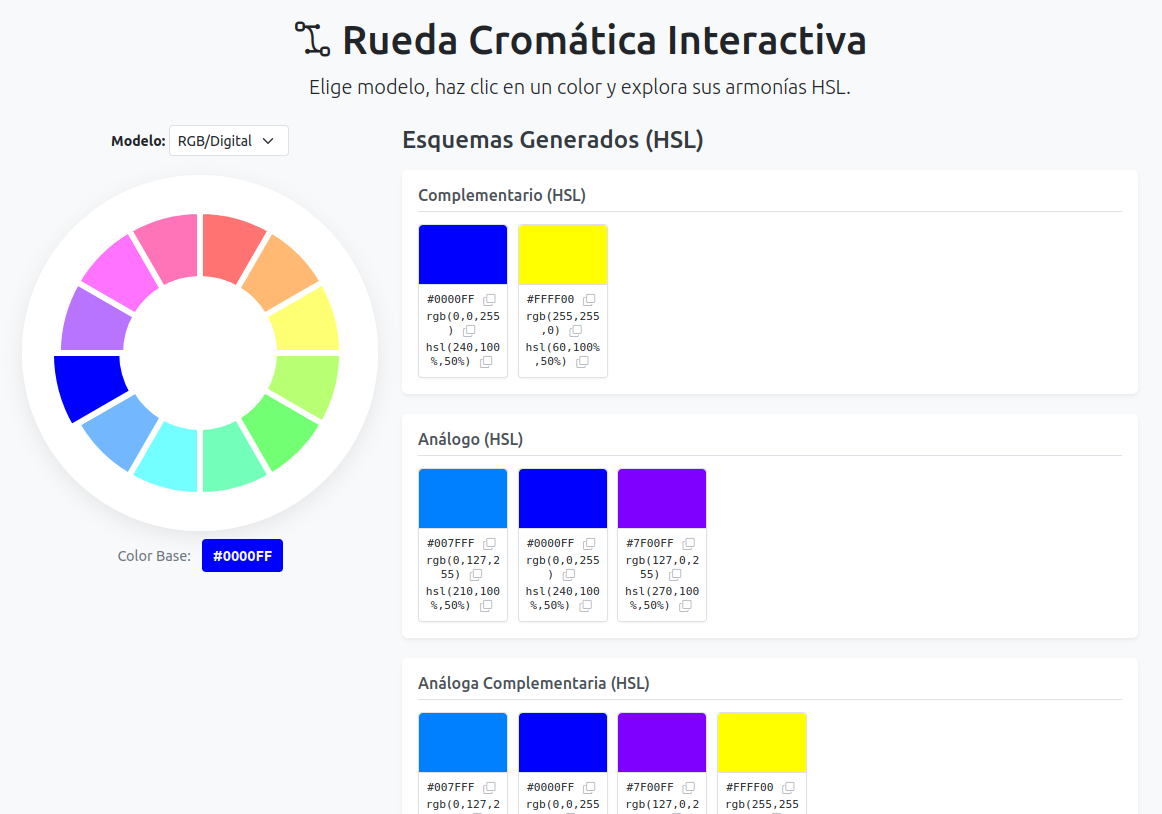 Rueda Cromática Interactiva
Elige modelo, haz clic en un color y explora sus armonías HSL.
Modelo: RGB/Digital
Color Base: #0000FF
Esquemas Generados (HSL)
Complementario (HSL)
#0000FF #FFFF00
rgb(0,0,255 rgb(255,255
) ,0)
hsl(240,100 hsl(60,100%
%,50%) ,50%)
Análogo (HSL)
#007FFF #0000FF #7F00FF
rgb(0,127,2 rgb(0,0,255 rgb(127,0,2
55) ) 55)
hsl(210,100 hsl(240,100 hsl(270,100
%,50%) %,50%) %,50%)
Análoga Complementaria (HSL)
#007FFF #0000FF #7F00FF #FFFF00
rgb(0,127,2 rgb(0,0,255 rgb(127,0,2 rgb(255,255